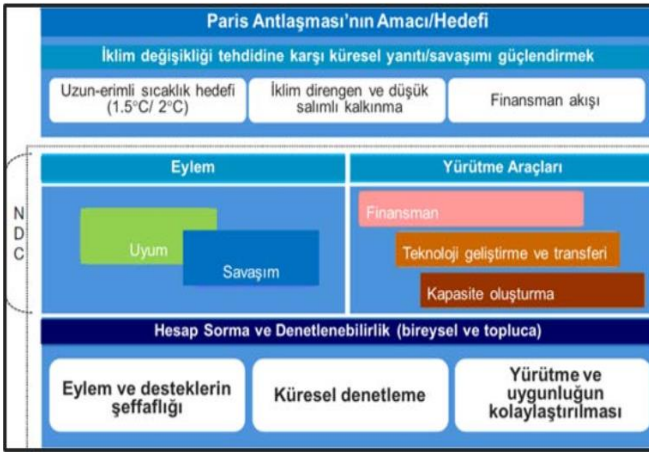 Paris Antlaşması'nın Amacı/Hedefi
İklim değişikliği tehdidine karşı küresel yanıtı/savaşımı güçlendirmek
Uzun-erimli sıcaklık hedefi
(1.5°C/ 2°C)
İklim direngen ve düşük
salımlı kalkınma
Finansman akışı
NDC
Eylem
Uyum
Savaşım
Yürütme Araçları
Finansman
Teknoloji geliştirme ve transferi
Kapasite oluşturma
Hesap Sorma ve Denetlenebilirlik (bireysel ve topluca)
Eylem ve desteklerin
şeffaflığı
Küresel denetleme
Yürütme ve
uygunluğun
kolaylaştırılması